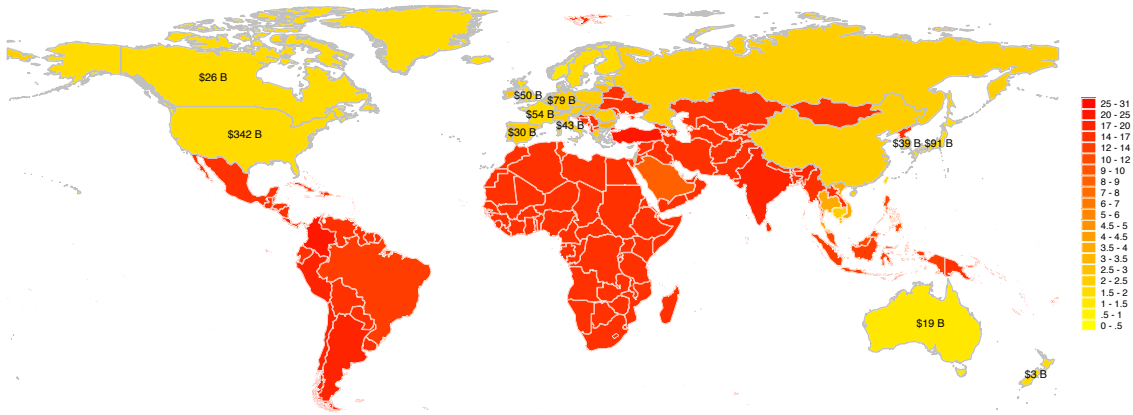 $26 B
$50 B
$79 B
$54 B
$342 B
$30 B
$43 B
$39 B
$91 B
$19 B
$3 B
25 - 31
20 - 25
17 - 20
14 - 17
12 - 14
10 - 12
9 - 10
8 - 9
7 - 8
6 - 7
5 - 6
4.5 - 5
4 - 4.5
3.5 - 4
3 - 3.5
2.5 - 3
2 - 2.5
1.5 - 2
1 - 1.5
.5 - 1
0 - .5